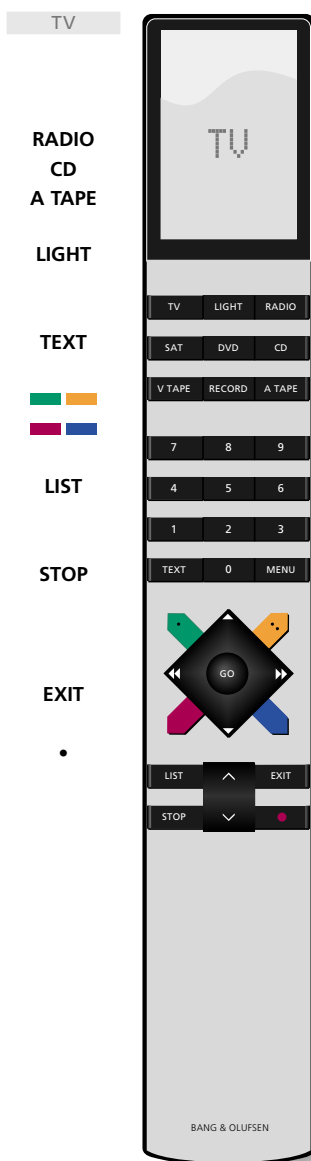 TV
TV
RADIO
CD
A TAPE
LIGHT
TV LIGHT RADIO
TEXT
SAT DVD CD
V TAPE RECORD A TAPE
7 8 9
LIST
4 5 6
1 2 3
STOP
TEXT 0 MENU
GO
EXIT
LIST EXIT
STOP
BANG & OLUFSEN